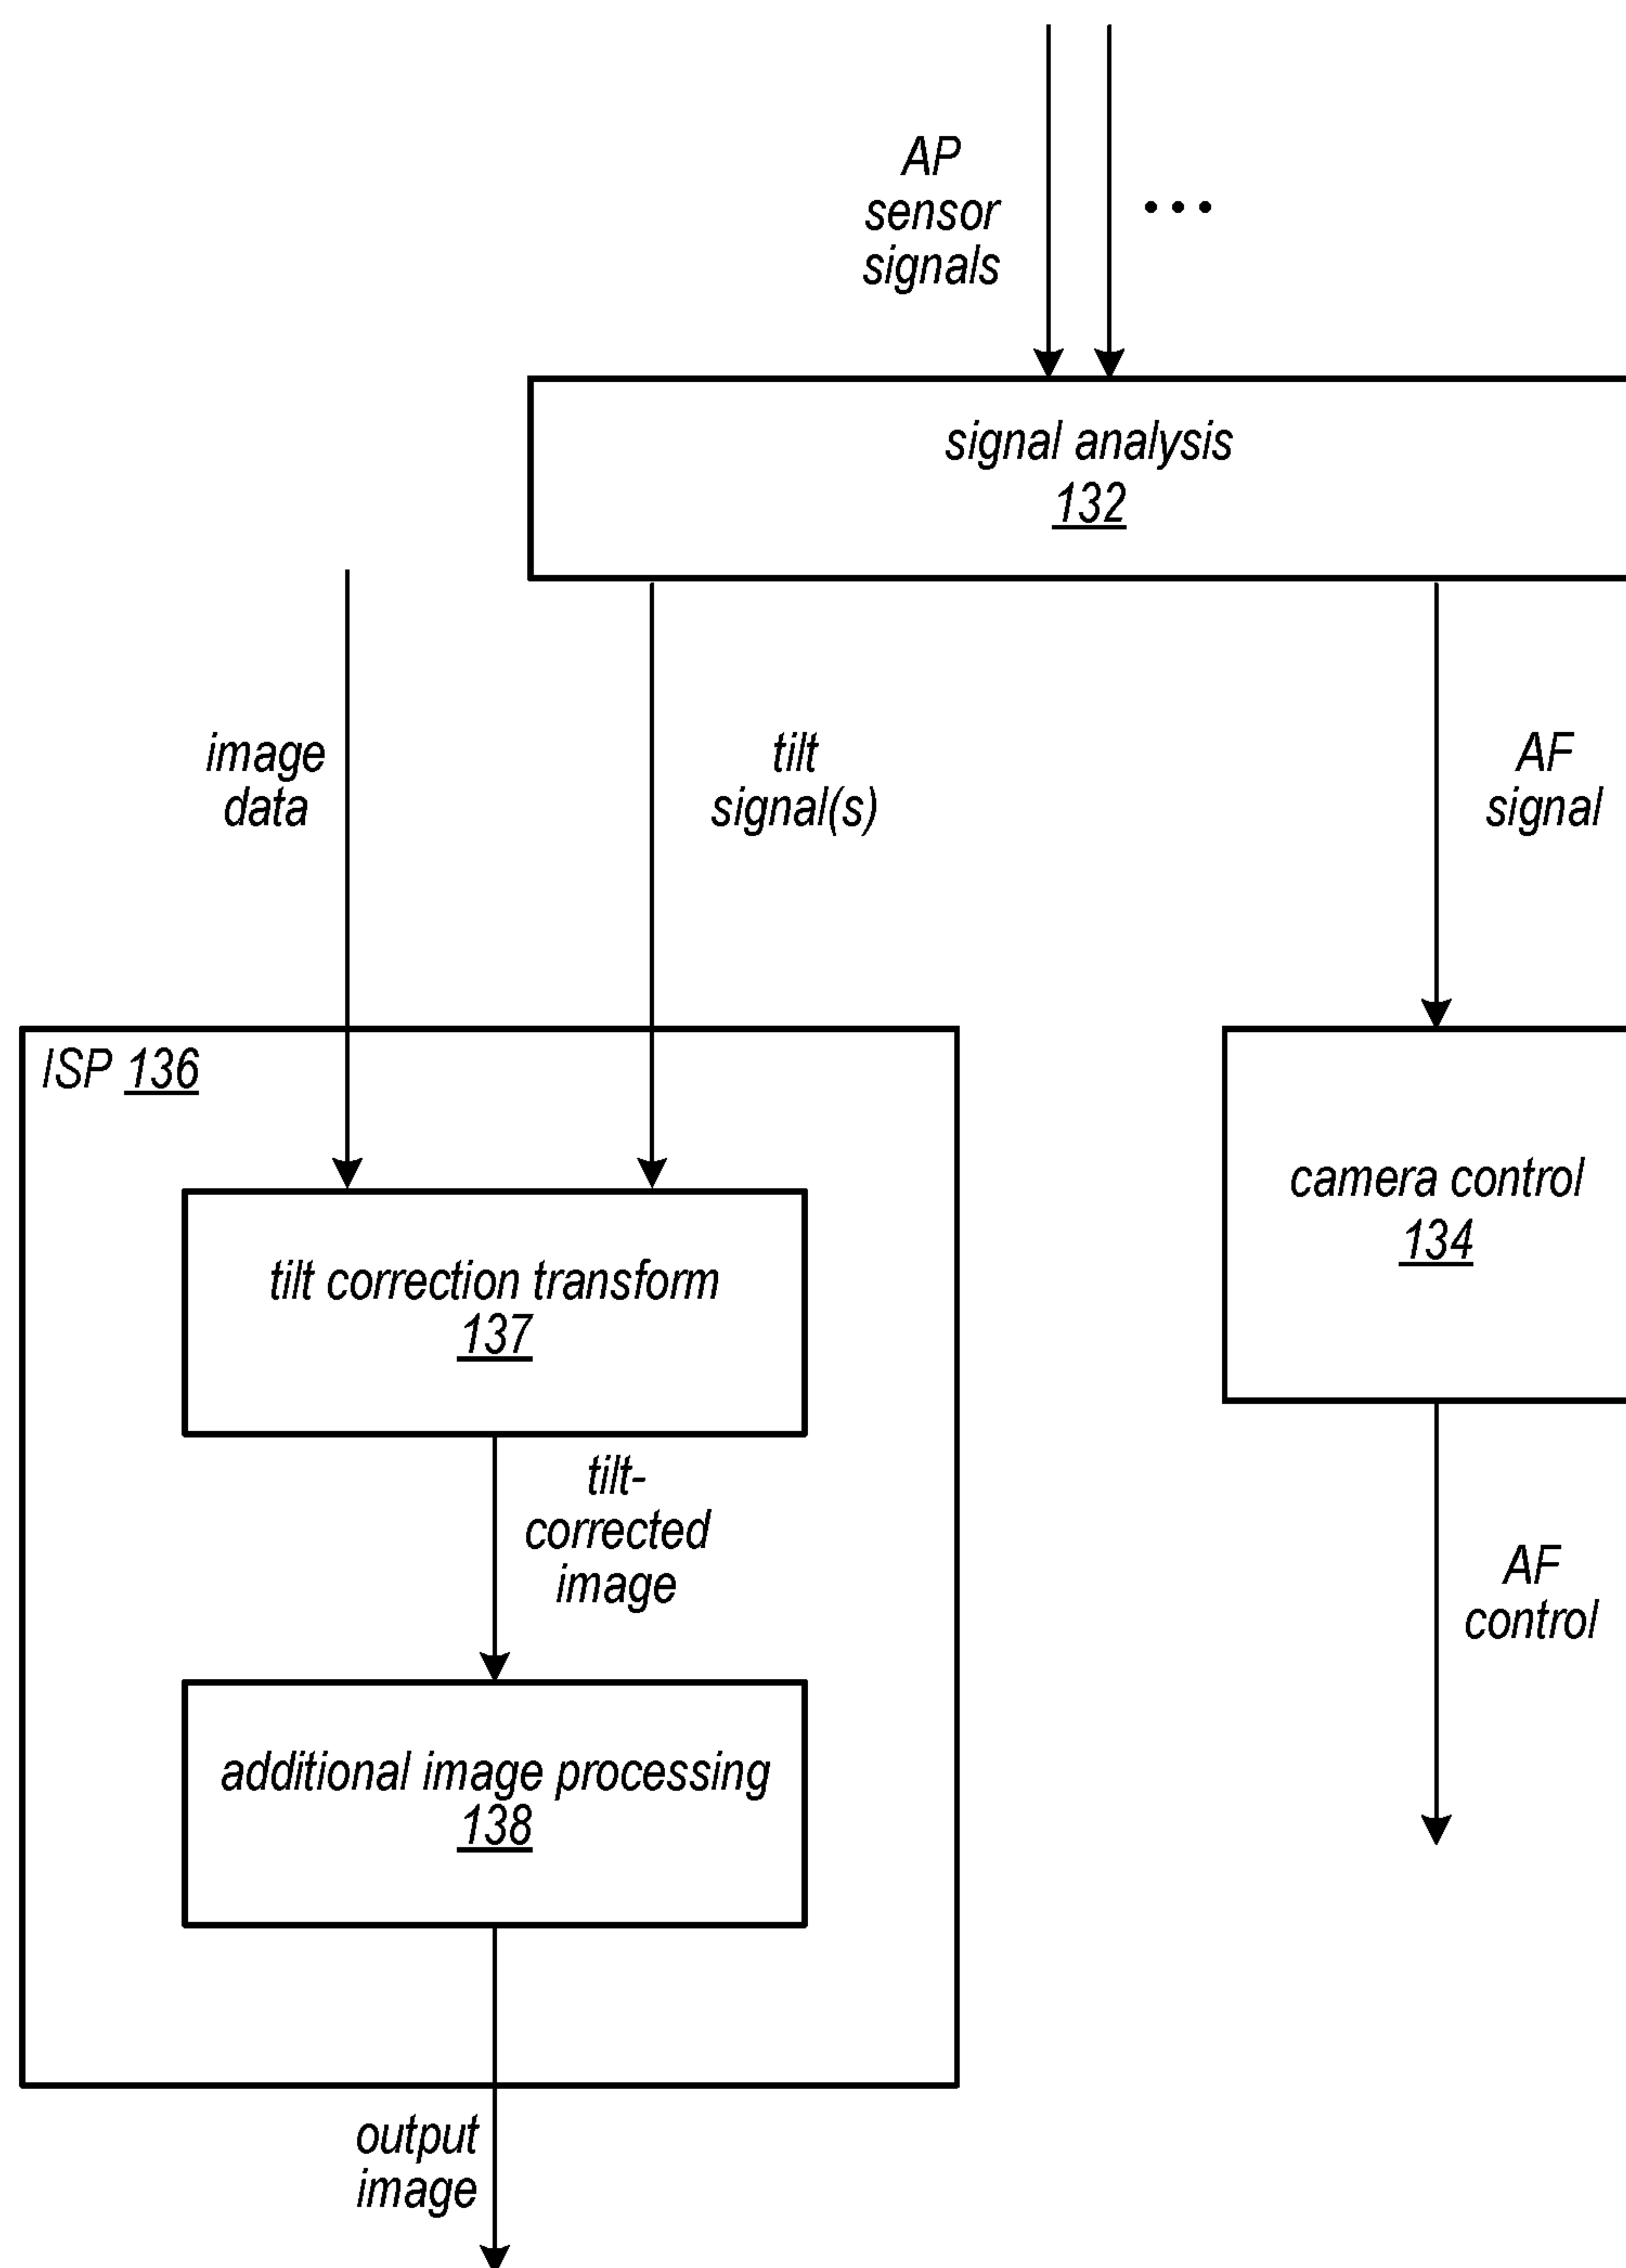 AP
sensor
signals
signal analysis
132
image
data
tilt
signal(s)
AF
signal
ISP 136
camera control
134
tilt correction transform
137
tilt-
corrected
image
AF
control
additional image processing
138
output
image